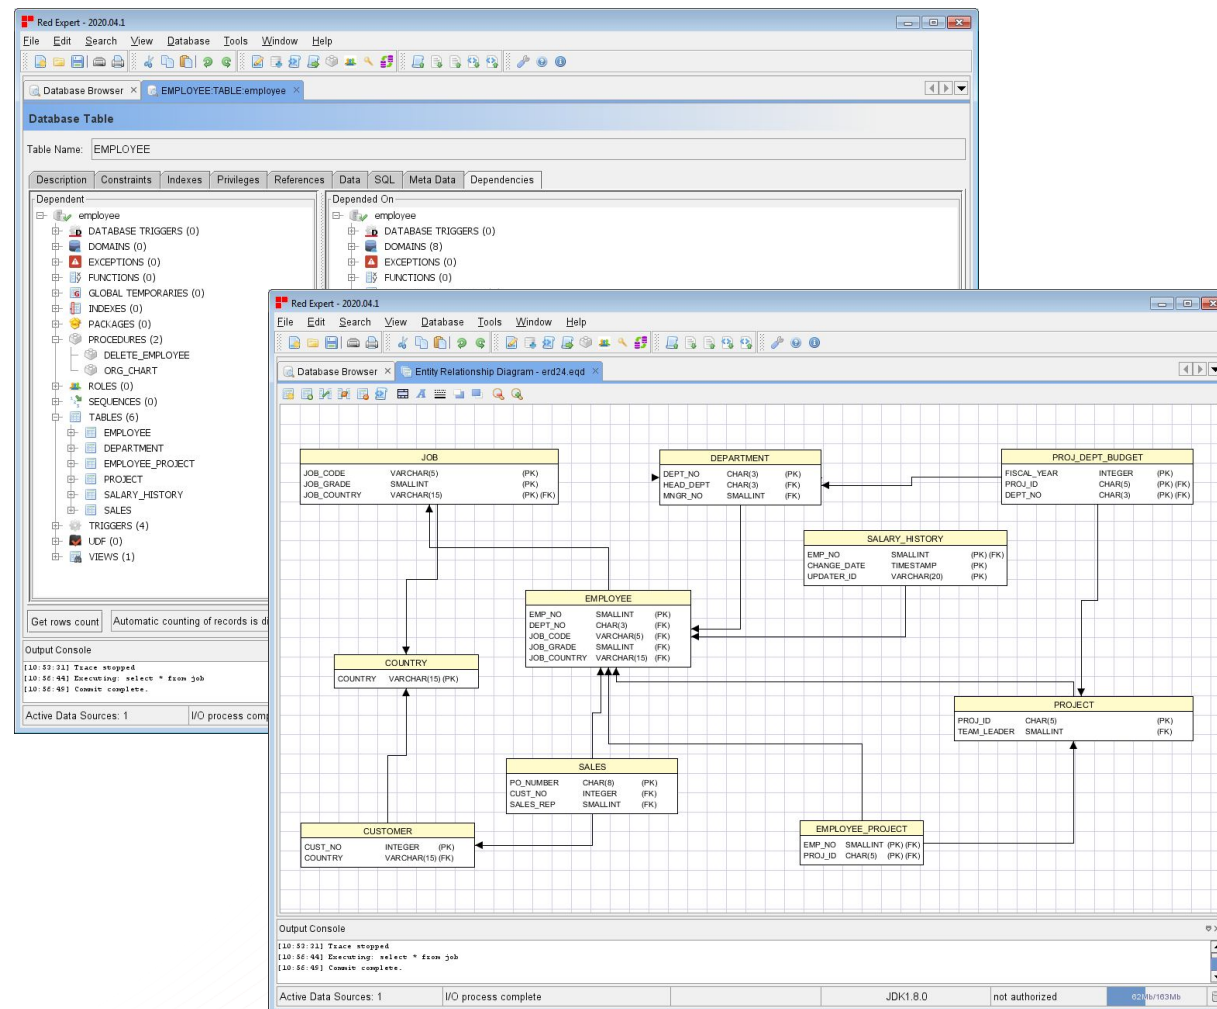 Red Expert - 2020.04.1
File Edit Search View Database Tools Window Help
Database Browser × EMPLOYEE:TABLE:employee ×
Database Table
Table Name: EMPLOYEE
Description Constraints Indexes Privileges References Data SQL Meta Data Dependencies
Dependent
employee
DATABASE TRIGGERS (0)
DOMAINS (0)
EXCEPTIONS (0)
FUNCTIONS (0)
GLOBAL TEMPORARIES (0)
INDEXES (0)
PACKAGES (0)
PROCEDURES (2)
DELETE_EMPLOYEE
ORG_CHART
ROLES (0)
SEQUENCES (0)
TABLES (6)
EMPLOYEE
DEPARTMENT
EMPLOYEE_PROJECT
PROJECT
SALARY_HISTORY
SALES
TRIGGERS (4)
UDF (0)
VIEWS (1)
Depended On
employee
DATABASE TRIGGERS (0)
DOMAINS (8)
EXCEPTIONS (0)
FUNCTIONS (0)
Get rows count Automatic counting of records is di
Output Console
[10:53:31] Trace stopped
[10:56:44] Executing: select * from job
[10:56:49] Commit complete.
Active Data Sources: 1 I/O process comp
Red Expert - 2020.04.1
File Edit Search View Database Tools Window Help
Database Browser × Entity Relationship Diagram - erd24.eqd ×
JOB
JOB_CODE VARCHAR(5) (PK)
JOB_GRADE SMALLINT (PK)
JOB_COUNTRY VARCHAR(15) (PK)(FK)
DEPARTMENT
DEPT_NO CHAR(3) (PK)
HEAD_DEPT CHAR(3) (FK)
MNGR_NO SMALLINT (FK)
PROJ_DEPT_BUDGET
FISCAL_YEAR INTEGER (PK)
PROJ_ID CHAR(5) (PK)(FK)
DEPT_NO CHAR(3) (PK)(FK)
SALARY_HISTORY
EMP_NO SMALLINT (PK)(FK)
CHANGE_DATE TIMESTAMP (PK)
UPDATER_ID VARCHAR(20) (PK)
EMPLOYEE
EMP_NO SMALLINT (PK)
DEPT_NO CHAR(3) (FK)
JOB_CODE VARCHAR(5) (FK)
JOB_GRADE SMALLINT (FK)
JOB_COUNTRY VARCHAR(15) (FK)
COUNTRY
COUNTRY VARCHAR(15) (PK)
PROJECT
PROJ_ID CHAR(5) (PK)
TEAM_LEADER SMALLINT (FK)
SALES
PO_NUMBER CHAR(8) (PK)
CUST_NO INTEGER (FK)
SALES_REP SMALLINT (FK)
CUSTOMER
CUST_NO INTEGER (PK)
COUNTRY VARCHAR(15) (FK)
EMPLOYEE_PROJECT
EMP_NO SMALLINT (PK)(FK)
PROJ_ID CHAR(5) (PK)(FK)
Output Console
[10:53:31] Trace stopped
[10:56:44] Executing: select * from job
[10:56:49] Commit complete.
Active Data Sources: 1 I/O process complete JDK1.8.0 not authorized 62Mb/163Mb